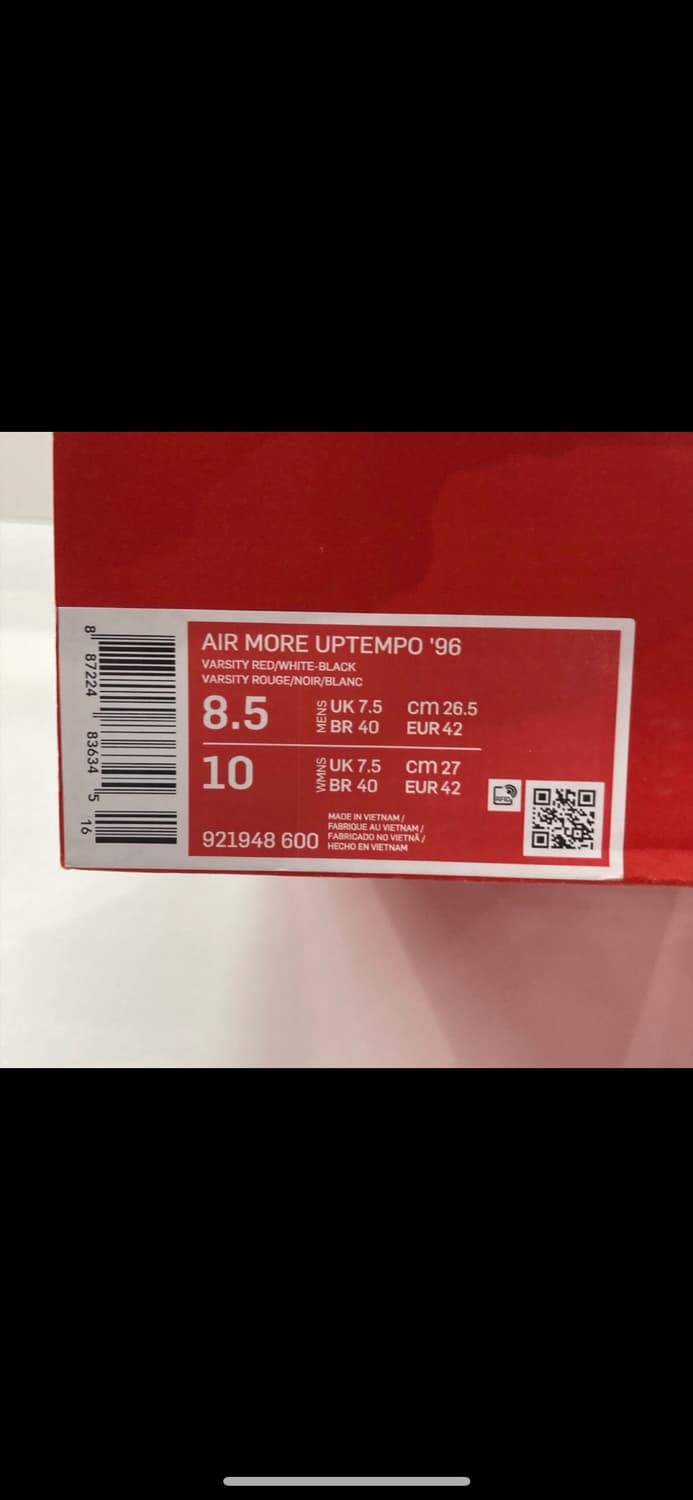 AIR MORE UPTEMPO '96
VARSITY RED/WHITE-BLACK
VARSITY ROUGE/NOIR/BLANC
8.5
MENS
UK 7.5 cm 26.5
BR 40 EUR 42
10
WMNS
UK 7.5 cm 27
BR 40 EUR 42
921948 600
MADE IN VIETNAM /
FABRIQUE AU VIETNAM /
FABRICADO NO VIETNÃ /
HECHO EN VIETNAM
RFID
8 87224 83634 5 16